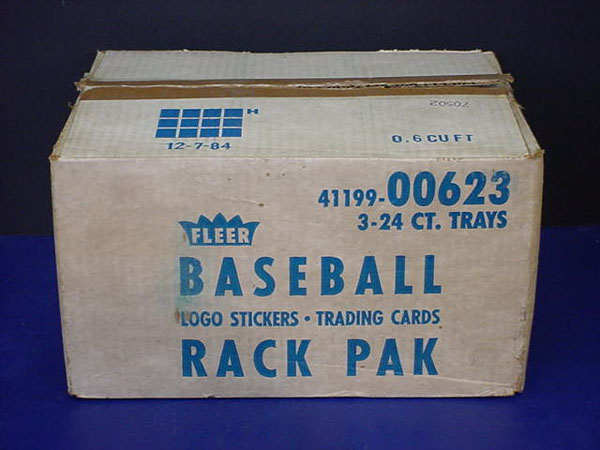 70502
H
12-7-84
0.6 CU FT
41199-00623
3-24 CT. TRAYS
FLEER
BASEBALL
LOGO STICKERS • TRADING CARDS
RACK PAK